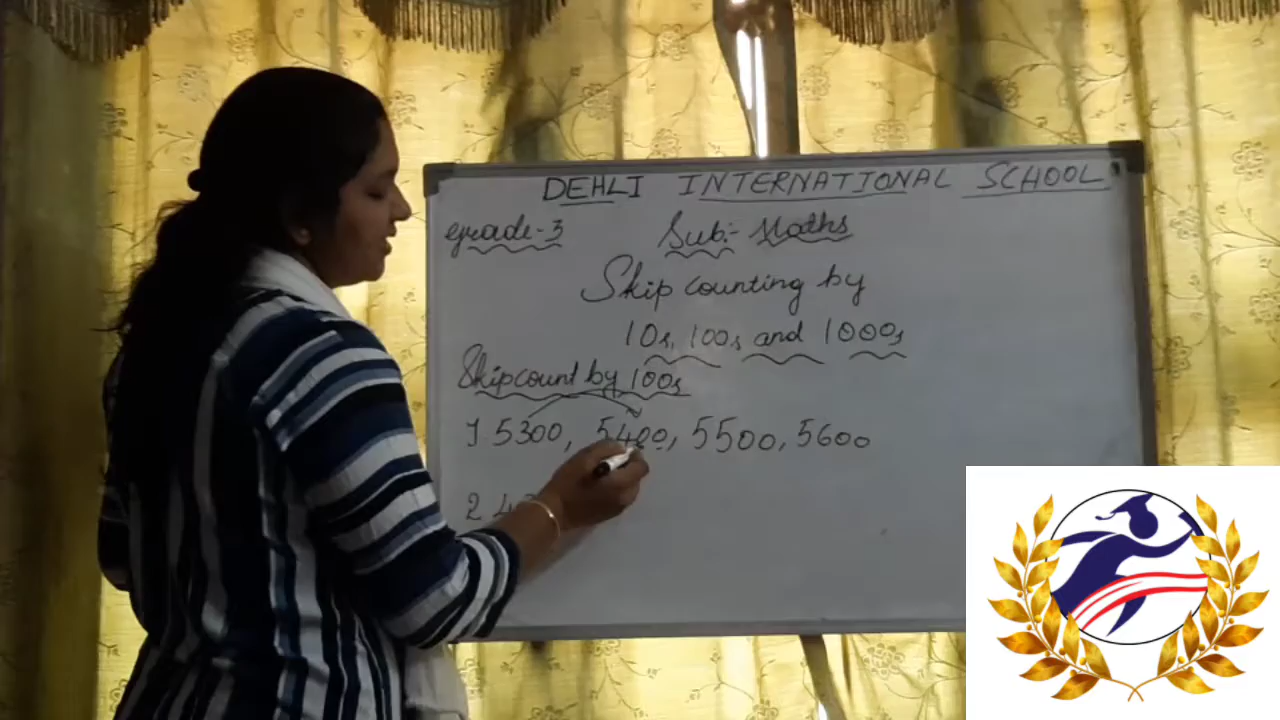 DEHLI INTERNATIONAL SCHOOL
grade-3 Sub:- Maths
Skip counting by
10s, 100s and 1000s
Skip count by 100s
1 5300, 5400, 5500, 5600
2